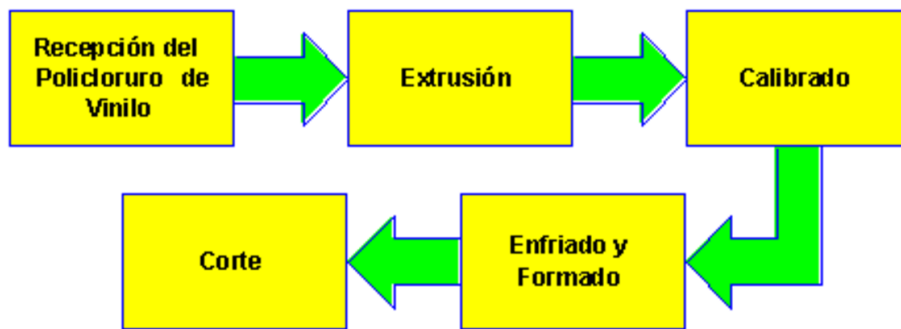 Recepción del
Policloruro de
Vinilo
Extrusión
Calibrado
Enfriado y
Formado
Corte